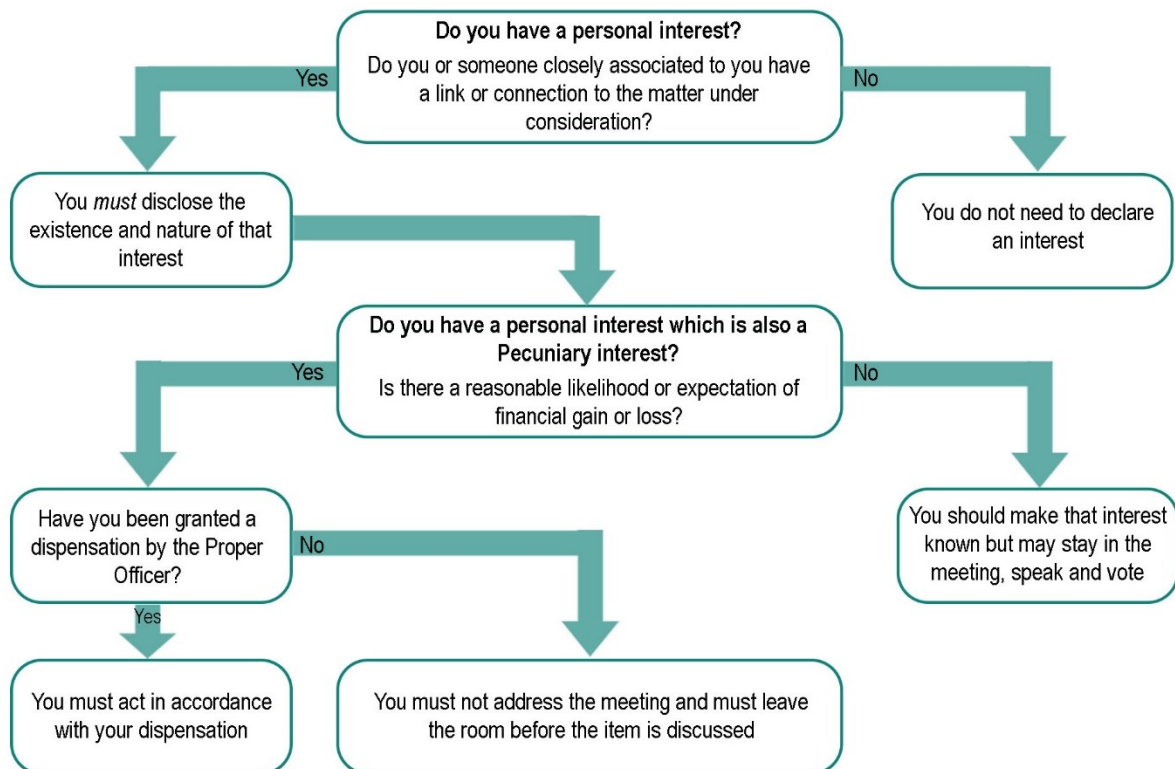 Do you have a personal interest?
Do you or someone closely associated to you have
a link or connection to the matter under
consideration?
Yes
No
You must disclose the
existence and nature of that
interest
You do not need to declare
an interest
Do you have a personal interest which is also a
Pecuniary interest?
Is there a reasonable likelihood or expectation of
financial gain or loss?
Yes
No
Have you been granted a
dispensation by the Proper
Officer?
No
You should make that interest
known but may stay in the
meeting, speak and vote
Yes
You must act in accordance
with your dispensation
You must not address the meeting and must leave
the room before the item is discussed